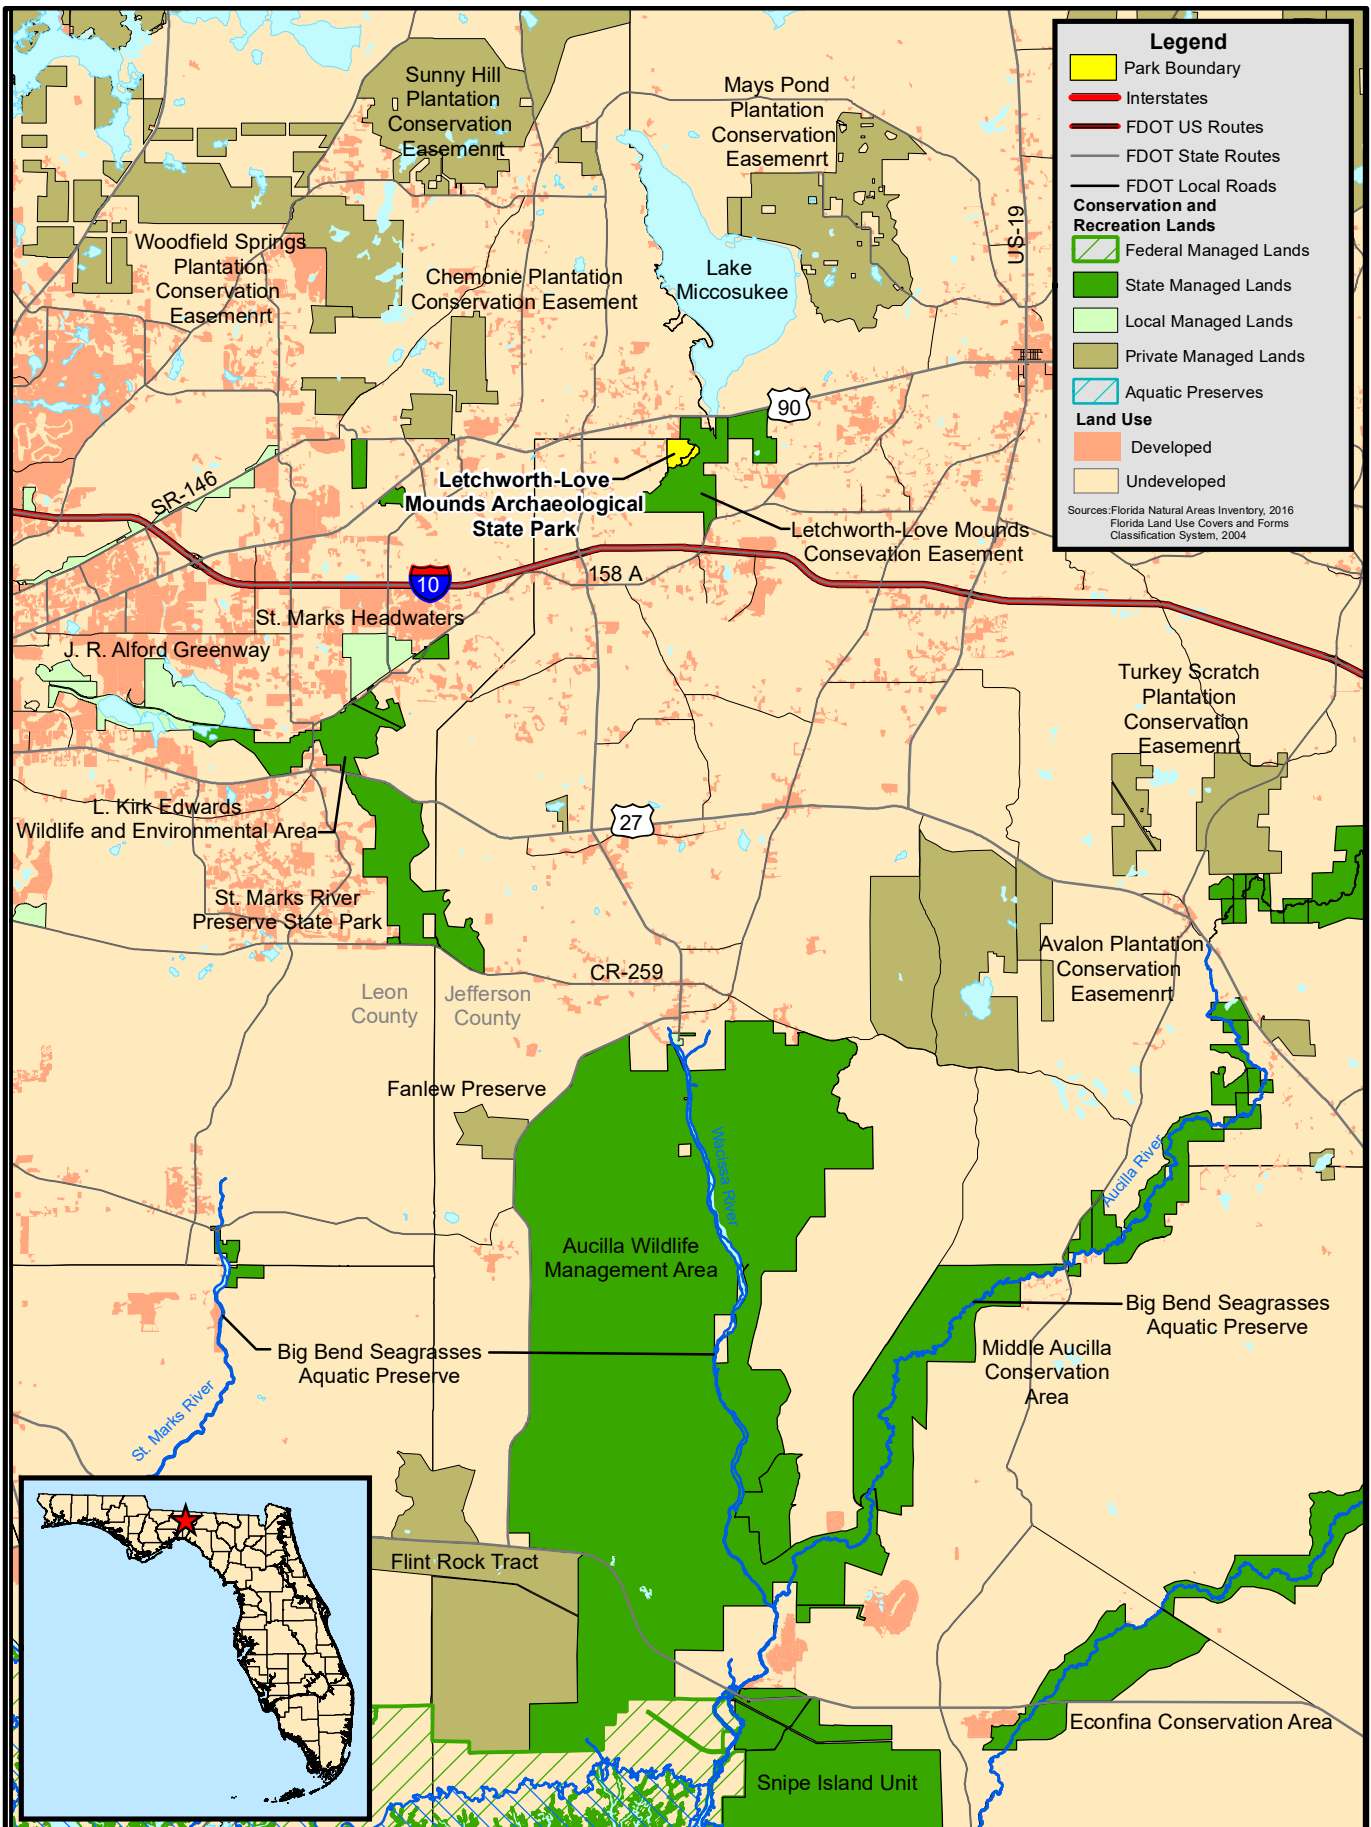 Sunny Hill
Plantation
Conservation
Easemenrt
Mays Pond
Plantation
Conservation
Easemenrt
Woodfield Springs
Plantation
Conservation
Easemenrt
Chemonie Plantation
Conservation Easement
Lake
Miccosukee
US-19
90
SR-146
Letchworth-Love
Mounds Archaeological
State Park
Letchworth-Love Mounds
Consevation Easement
10
158 A
St. Marks Headwaters
J. R. Alford Greenway
Turkey Scratch
Plantation
Conservation
Easemenrt
L. Kirk Edwards
Wildlife and Environmental Area
27
St. Marks River
Preserve State Park
Avalon Plantation
Conservation
Easemenrt
CR-259
Leon
County
Jefferson
County
Fanlew Preserve
Wacissa River
Aucilla River
Aucilla Wildlife
Management Area
Big Bend Seagrasses
Aquatic Preserve
Big Bend Seagrasses
Aquatic Preserve
Middle Aucilla
Conservation
Area
St. Marks River
Flint Rock Tract
Econfina Conservation Area
Snipe Island Unit
Legend
Park Boundary
Interstates
FDOT US Routes
FDOT State Routes
FDOT Local Roads
Conservation and
Recreation Lands
Federal Managed Lands
State Managed Lands
Local Managed Lands
Private Managed Lands
Aquatic Preserves
Land Use
Developed
Undeveloped
Sources:Florida Natural Areas Inventory, 2016
Florida Land Use Covers and Forms
Classification System, 2004